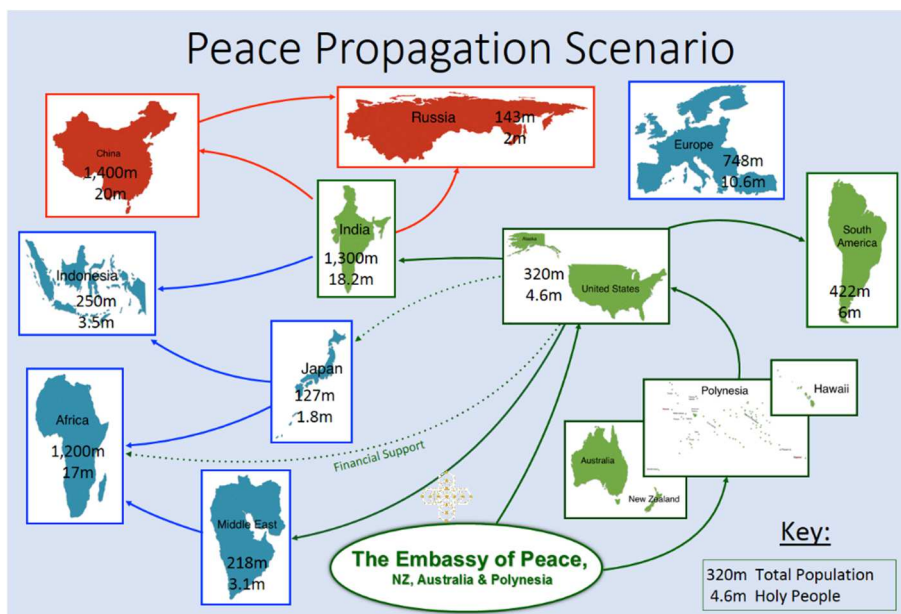 Peace Propagation Scenario
China
1,400m
20m
Russia
143m
2m
Europe
748m
10.6m
India
1,300m
18.2m
South
America
422m
6m
Alaska
320m
4.6m
United States
Indonesia
250m
3.5m
Japan
127m
1.8m
Polynesia
Hawaii
Africa
1,200m
17m
Financial Support
Australia
New Zealand
Middle East
218m
3.1m
The Embassy of Peace,
NZ, Australia & Polynesia
Key:
320m Total Population
4.6m Holy People